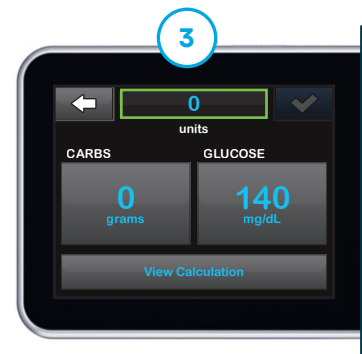 3
0
units
CARBS GLUCOSE
0 140
grams mg/dL
View Calculation